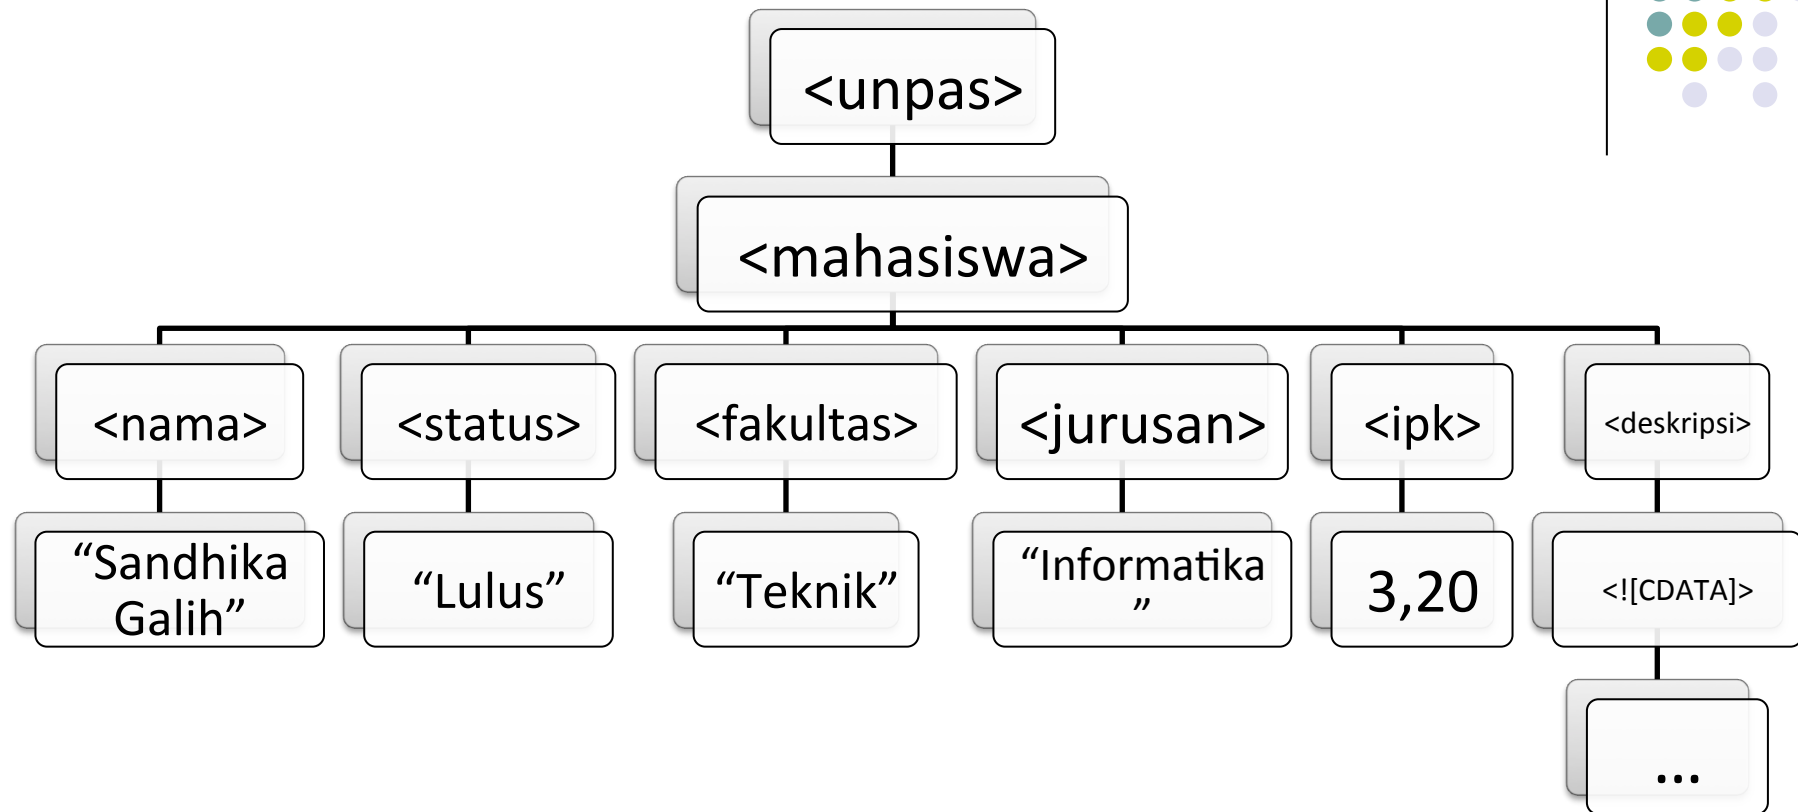 <unpas>
<mahasiswa>
<nama>
<status>
<fakultas>
<jurusan>
<ipk>
<deskripsi>
“Sandhika
Galih”
“Lulus”
“Teknik”
“Informatika
”
3,20
<![CDATA]>
...